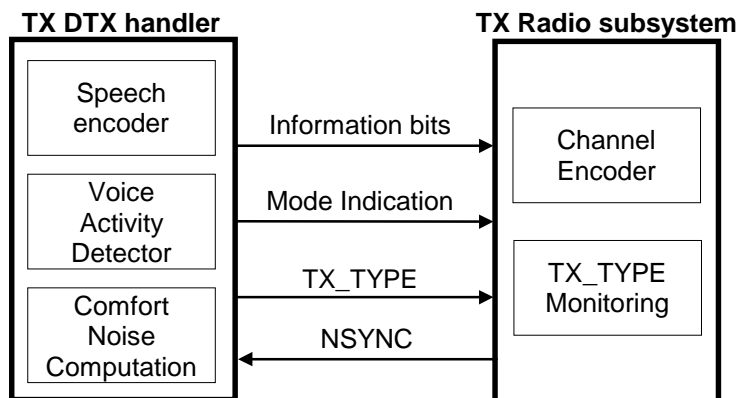 TX DTX handler
TX Radio subsystem
Speech
encoder
Voice
Activity
Detector
Comfort
Noise
Computation
Information bits
Mode Indication
TX_TYPE
NSYNC
Channel
Encoder
TX_TYPE
Monitoring